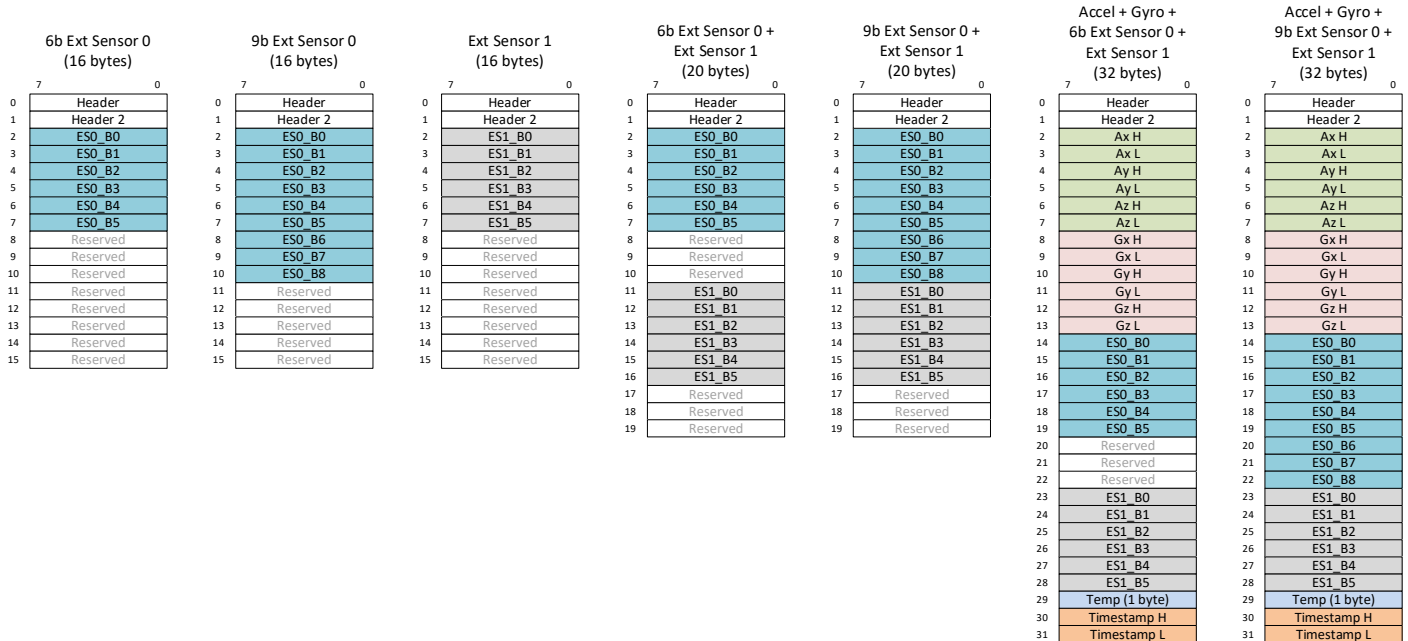 6b Ext Sensor 0
(16 bytes)
7 0
0 Header
1 Header 2
2 ES0_B0
3 ES0_B1
4 ES0_B2
5 ES0_B3
6 ES0_B4
7 ES0_B5
8 Reserved
9 Reserved
10 Reserved
11 Reserved
12 Reserved
13 Reserved
14 Reserved
15 Reserved
9b Ext Sensor 0
(16 bytes)
7 0
0 Header
1 Header 2
2 ES0_B0
3 ES0_B1
4 ES0_B2
5 ES0_B3
6 ES0_B4
7 ES0_B5
8 ES0_B6
9 ES0_B7
10 ES0_B8
11 Reserved
12 Reserved
13 Reserved
14 Reserved
15 Reserved
Ext Sensor 1
(16 bytes)
7 0
0 Header
1 Header 2
2 ES1_B0
3 ES1_B1
4 ES1_B2
5 ES1_B3
6 ES1_B4
7 ES1_B5
8 Reserved
9 Reserved
10 Reserved
11 Reserved
12 Reserved
13 Reserved
14 Reserved
15 Reserved
6b Ext Sensor 0 +
Ext Sensor 1
(20 bytes)
7 0
0 Header
1 Header 2
2 ES0_B0
3 ES0_B1
4 ES0_B2
5 ES0_B3
6 ES0_B4
7 ES0_B5
8 Reserved
9 Reserved
10 Reserved
11 ES1_B0
12 ES1_B1
13 ES1_B2
14 ES1_B3
15 ES1_B4
16 ES1_B5
17 Reserved
18 Reserved
19 Reserved
9b Ext Sensor 0 +
Ext Sensor 1
(20 bytes)
7 0
0 Header
1 Header 2
2 ES0_B0
3 ES0_B1
4 ES0_B2
5 ES0_B3
6 ES0_B4
7 ES0_B5
8 ES0_B6
9 ES0_B7
10 ES0_B8
11 ES1_B0
12 ES1_B1
13 ES1_B2
14 ES1_B3
15 ES1_B4
16 ES1_B5
17 Reserved
18 Reserved
19 Reserved
Accel + Gyro +
6b Ext Sensor 0 +
Ext Sensor 1
(32 bytes)
7 0
0 Header
1 Header 2
2 Ax H
3 Ax L
4 Ay H
5 Ay L
6 Az H
7 Az L
8 Gx H
9 Gx L
10 Gy H
11 Gy L
12 Gz H
13 Gz L
14 ES0_B0
15 ES0_B1
16 ES0_B2
17 ES0_B3
18 ES0_B4
19 ES0_B5
20 Reserved
21 Reserved
22 Reserved
23 ES1_B0
24 ES1_B1
25 ES1_B2
26 ES1_B3
27 ES1_B4
28 ES1_B5
29 Temp (1 byte)
30 Timestamp H
31 Timestamp L
Accel + Gyro +
9b Ext Sensor 0 +
Ext Sensor 1
(32 bytes)
7 0
0 Header
1 Header 2
2 Ax H
3 Ax L
4 Ay H
5 Ay L
6 Az H
7 Az L
8 Gx H
9 Gx L
10 Gy H
11 Gy L
12 Gz H
13 Gz L
14 ES0_B0
15 ES0_B1
16 ES0_B2
17 ES0_B3
18 ES0_B4
19 ES0_B5
20 ES0_B6
21 ES0_B7
22 ES0_B8
23 ES1_B0
24 ES1_B1
25 ES1_B2
26 ES1_B3
27 ES1_B4
28 ES1_B5
29 Temp (1 byte)
30 Timestamp H
31 Timestamp L